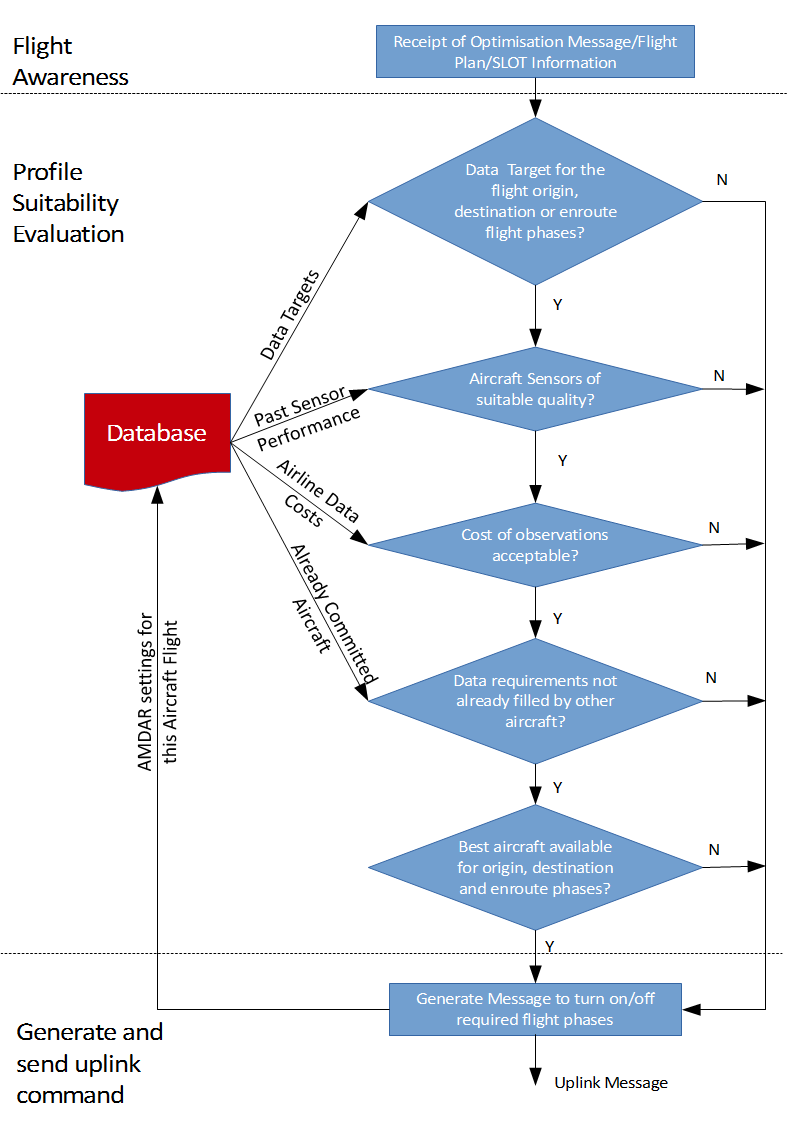 Flight
Awareness
Receipt of Optimisation Message/Flight
Plan/SLOT Information
Profile
Suitability
Evaluation
Data  Target for the
flight origin,
destination or enroute
flight phases?
N
Y
Data Targets
Aircraft Sensors of
suitable quality?
N
Past Sensor
Performance
Database
Y
Airline Data
Costs
Cost of observations
acceptable?
N
Y
Already Committed
Aircraft
Data requirements not
already filled by other
aircraft?
N
AMDAR settings for
this Aircraft Flight
Y
Best aircraft available
for origin, destination
and enroute phases?
N
Y
Generate Message to turn on/off
required flight phases
Generate and
send uplink
command
Uplink Message